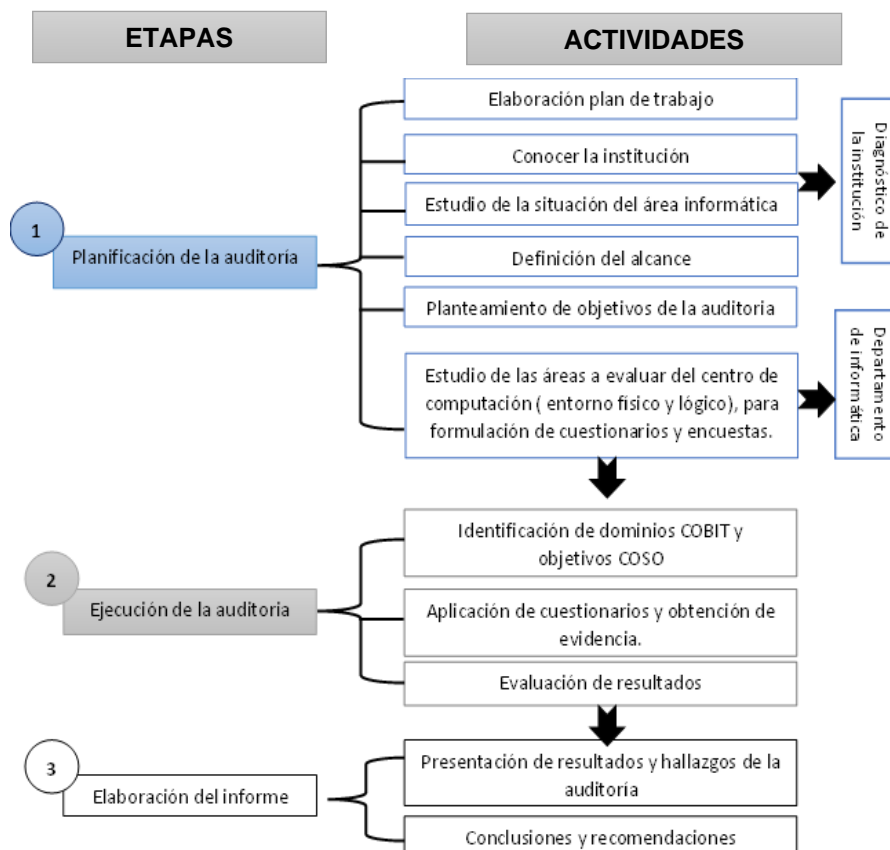 ETAPAS
ACTIVIDADES
Elaboración plan de trabajo
Conocer la institución
Estudio de la situación del área informática
Diagnóstico de
la institución
1
Planificación de la auditoría
Definición del alcance
Planteamiento de objetivos de la auditoria
Estudio de las áreas a evaluar del centro de
computación ( entorno físico y lógico), para
formulación de cuestionarios y encuestas.
Departamento
de informática
2
Ejecución de la auditoría
Identificación de dominios COBIT y
objetivos COSO
Aplicación de cuestionarios y obtención de
evidencia.
Evaluación de resultados
3
Elaboración del informe
Presentación de resultados y hallazgos de la
auditoría
Conclusiones y recomendaciones